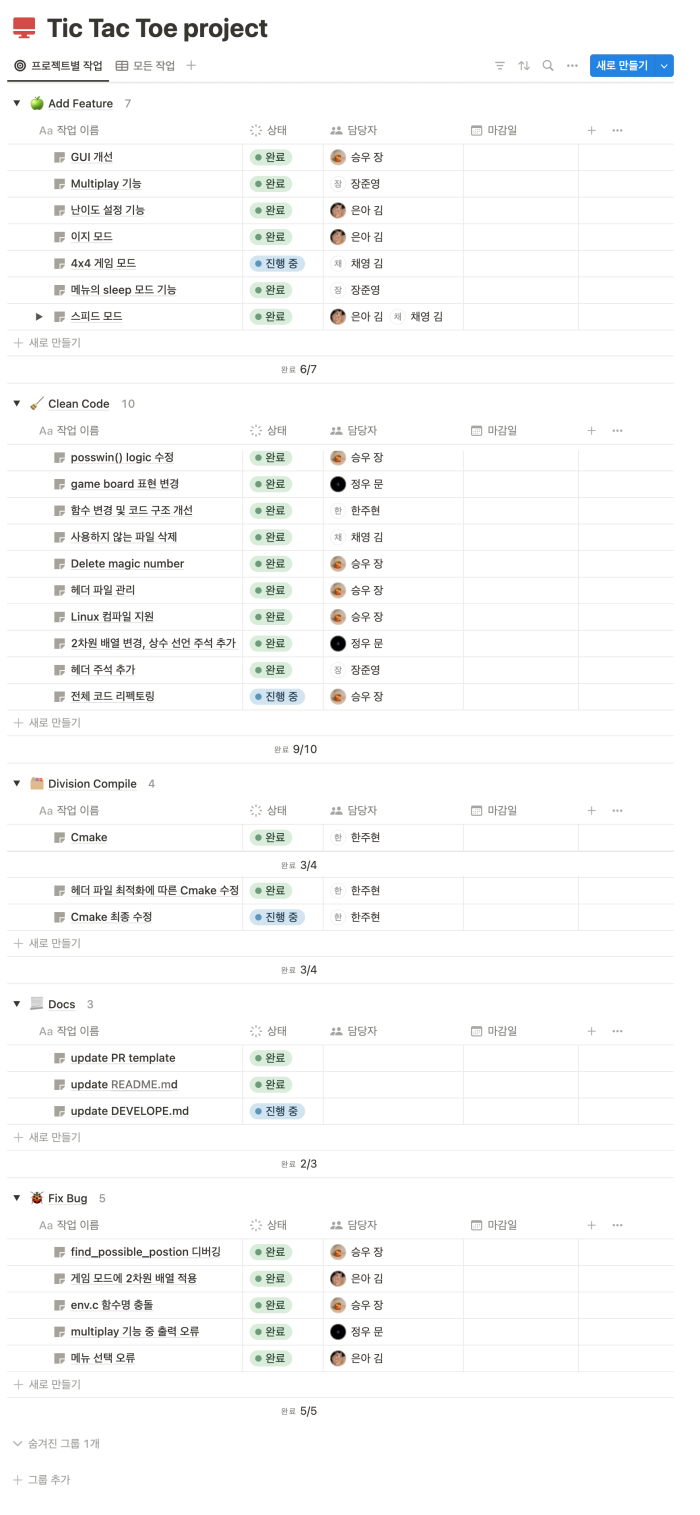 Tic Tac Toe project
프로젝트별 작업 모든 작업 새로 만들기
Add Feature 7
Aa 작업 이름 상태 담당자 마감일
GUI 개선 완료 승우 장
Multiplay 기능 완료 장 장준영
난이도 설정 기능 완료 은아 김
이지 모드 완료 은아 김
4x4 게임 모드 진행 중 채 채영 김
메뉴의 sleep 모드 기능 완료 장 장준영
스피드 모드 완료 은아 김 채 채영 김
새로 만들기
완료 6/7
Clean Code 10
Aa 작업 이름 상태 담당자 마감일
posswin() logic 수정 완료 승우 장
game board 표현 변경 완료 정우 문
함수 변경 및 코드 구조 개선 완료 한 한주현
사용하지 않는 파일 삭제 완료 채 채영 김
Delete magic number 완료 승우 장
헤더 파일 관리 완료 승우 장
Linux 컴파일 지원 완료 승우 장
2차원 배열 변경, 상수 선언 주석 추가 완료 정우 문
헤더 주석 추가 완료 장 장준영
전체 코드 리펙토링 진행 중 승우 장
새로 만들기
완료 9/10
Division Compile 4
Aa 작업 이름 상태 담당자 마감일
Cmake 완료 한 한주현
완료 3/4
헤더 파일 최적화에 따른 Cmake 수정 완료 한 한주현
Cmake 최종 수정 진행 중 한 한주현
새로 만들기
완료 3/4
Docs 3
Aa 작업 이름 상태 담당자 마감일
update PR template 완료
update README.md 완료
update DEVELOPE.md 진행 중
새로 만들기
완료 2/3
Fix Bug 5
Aa 작업 이름 상태 담당자 마감일
find_possible_postion 디버깅 완료 승우 장
게임 모드에 2차원 배열 적용 완료 은아 김
env.c 함수명 충돌 완료 승우 장
multiplay 기능 중 출력 오류 완료 정우 문
메뉴 선택 오류 완료 은아 김
새로 만들기
완료 5/5
숨겨진 그룹 1개
그룹 추가